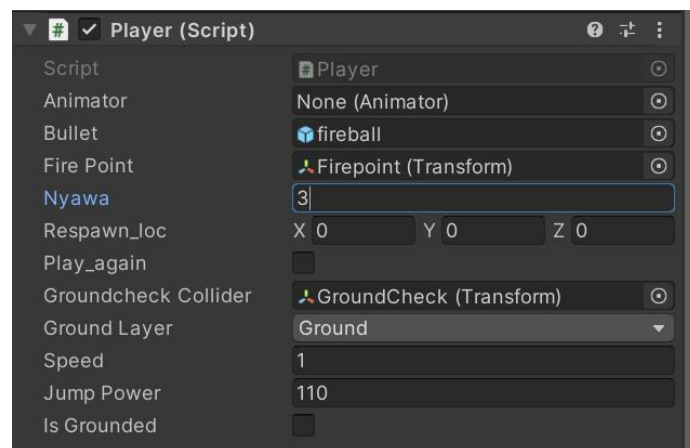 Player (Script)
Script Player
Animator None (Animator)
Bullet fireball
Fire Point Firepoint (Transform)
Nyawa 3
Respawn_loc X 0 Y 0 Z 0
Play_again
Groundcheck Collider GroundCheck (Transform)
Ground Layer Ground
Speed 1
Jump Power 110
Is Grounded